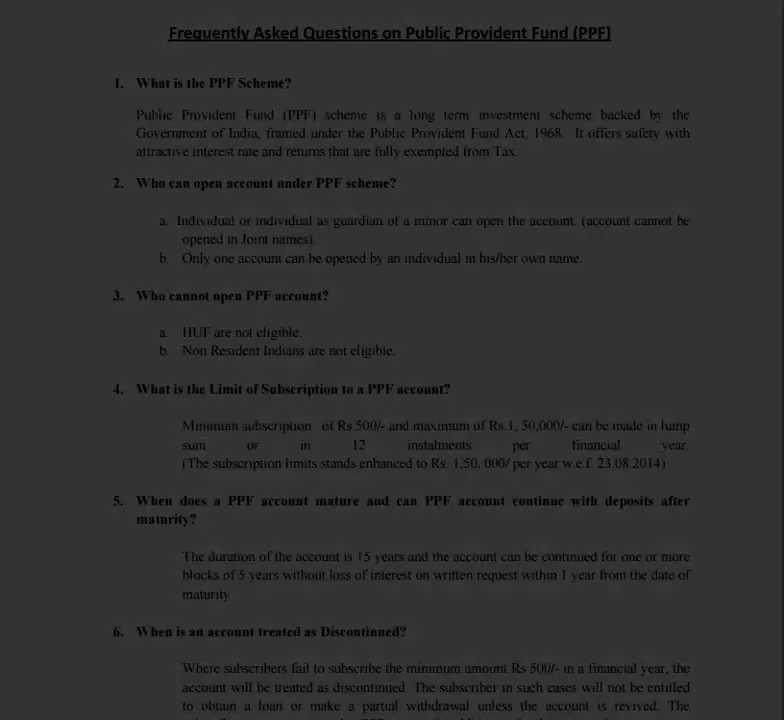 Frequently Asked Questions on Public Provident Fund (PPF)
1. What is the PPF Scheme?
Public Provident Fund (PPF) scheme is a long term investment scheme backed by the
Government of India, framed under the Public Provident Fund Act, 1968. It offers safety with
attractive interest rate and returns that are fully exempted from Tax.
2. Who can open account under PPF scheme?
a. Individual or individual as guardian of a minor can open the account. (account cannot be
opened in Joint names).
b. Only one account can be opened by an individual in his/her own name.
3. Who cannot open PPF account?
a. HUF are not eligible.
b. Non Resident Indians are not eligible.
4. What is the Limit of Subscription to a PPF account?
Minimum subscription of Rs.500/- and maximum of Rs.1, 50,000/- can be made in lump
sum or in 12 instalments per financial year.
(The subscription limits stands enhanced to Rs. 1,50, 000/ per year w.e.f. 23.08.2014)
5. When does a PPF account mature and can PPF account continue with deposits after
maturity?
The duration of the account is 15 years and the account can be continued for one or more
blocks of 5 years without loss of interest on written request within 1 year from the date of
maturity
6. When is an account treated as Discontinued?
Where subscribers fail to subscribe the minimum amount Rs 500/- in a financial year, the
account will be treated as discontinued. The subscriber in such cases will not be entitled
to obtain a loan or make a partial withdrawal unless the account is revived. The